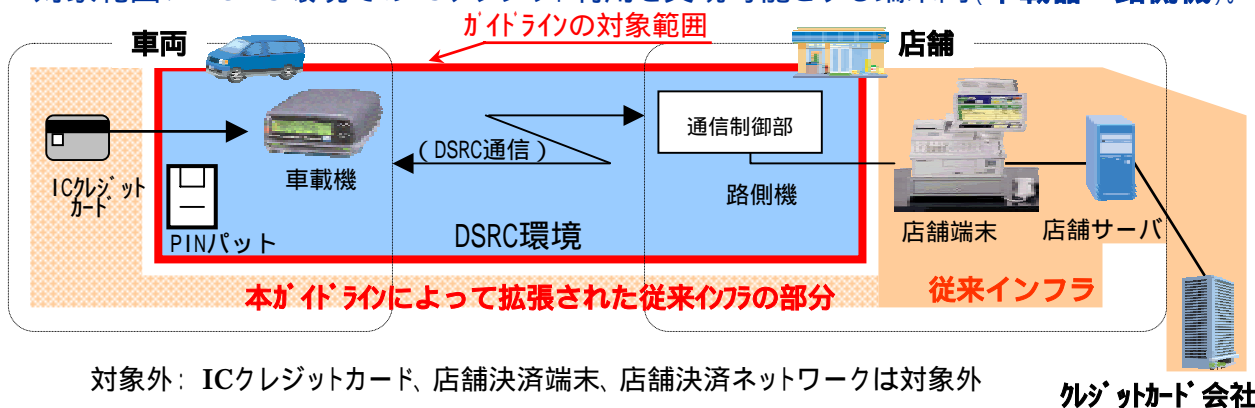 ガイドラインの対象範囲
車両
店舗
通信制御部
(DSRC通信)
ICクレジット
カード
車載機
路側機
PINパット
DSRC環境
店舗端末
店舗サーバ
本ガイドラインによって拡張された従来インフラの部分
従来インフラ
対象外: ICクレジットカード、店舗決済端末、店舗決済ネットワークは対象外
クレジットカード会社